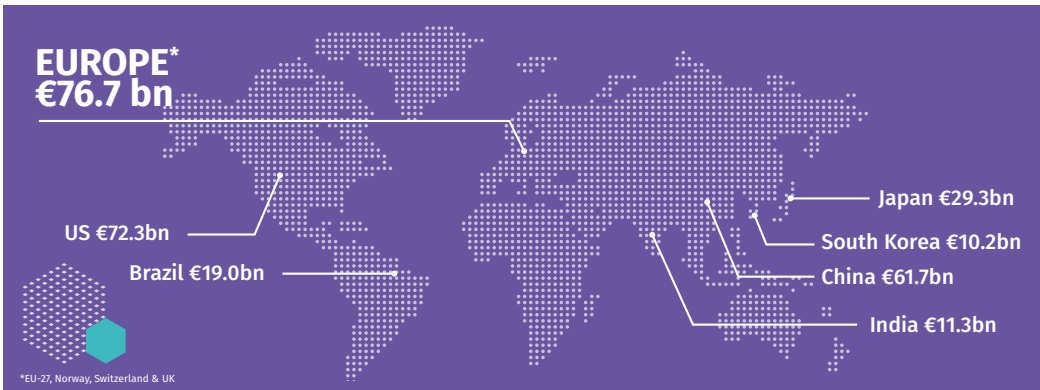 EUROPE*
€76.7 bn
US €72.3bn
Brazil €19.0bn
Japan €29.3bn
South Korea €10.2bn
China €61.7bn
India €11.3bn
*EU-27, Norway, Switzerland & UK